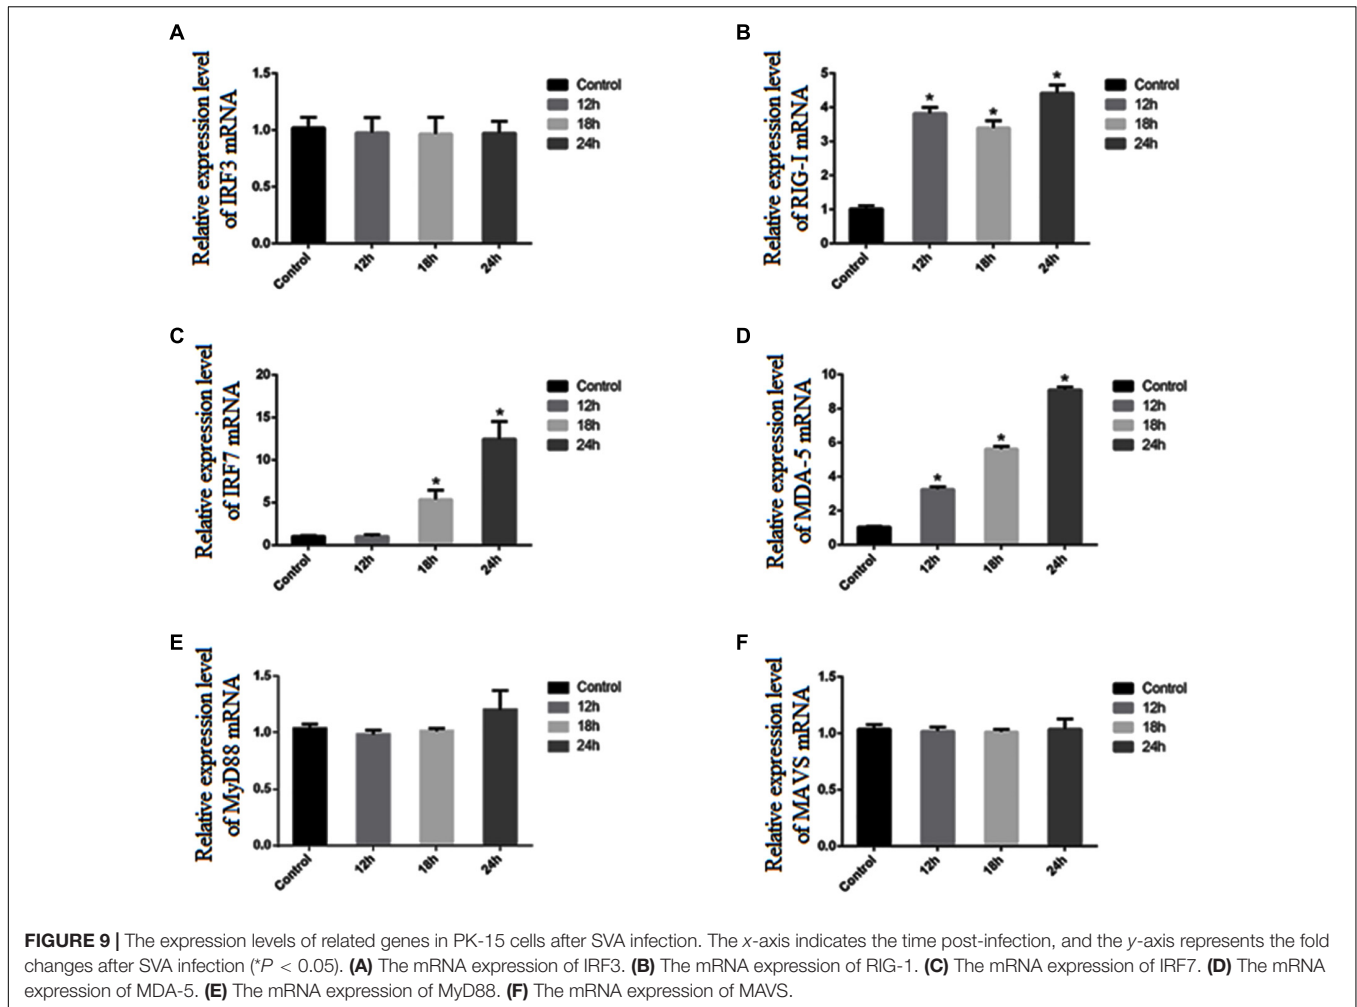 A
Relative expression level
of IRF3 mRNA
1.5
1.0
0.5
0.0
Control
12h
18h
24h
Control
12h
18h
24h
B
Relative expression level
of RIG-I mRNA
5
4
3
2
1
0
*
*
*
Control
12h
18h
24h
Control
12h
18h
24h
C
Relative expression level
of IRF7 mRNA
20
15
10
5
0
*
*
Control
12h
18h
24h
Control
12h
18h
24h
D
Relative expression level
of MDA-5 mRNA
10
8
6
4
2
0
*
*
*
Control
12h
18h
24h
Control
12h
18h
24h
E
Relative expression level
of MyD88 mRNA
1.5
1.0
0.5
0.0
Control
12h
18h
24h
Control
12h
18h
24h
F
Relative expression level
of MAVS mRNA
1.5
1.0
0.5
0.0
Control
12h
18h
24h
Control
12h
18h
24h
FIGURE 9 | The expression levels of related genes in PK-15 cells after SVA infection. The x-axis indicates the time post-infection, and the y-axis represents the fold
changes after SVA infection (*P < 0.05). (A) The mRNA expression of IRF3. (B) The mRNA expression of RIG-1. (C) The mRNA expression of IRF7. (D) The mRNA
expression of MDA-5. (E) The mRNA expression of MyD88. (F) The mRNA expression of MAVS.